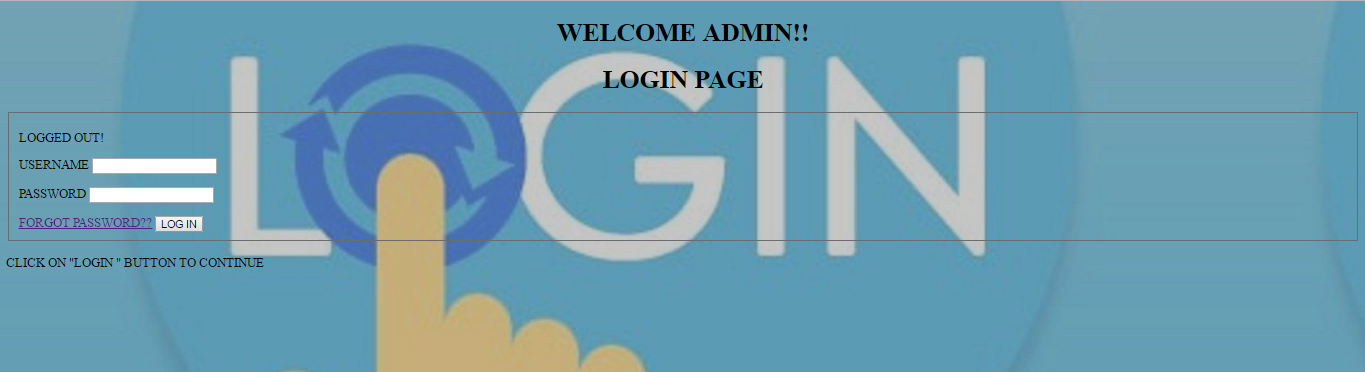 WELCOME ADMIN!!
LOGIN PAGE
LOGIN
LOGGED OUT!
USERNAME
PASSWORD
FORGOT PASSWORD?? LOG IN
CLICK ON "LOGIN " BUTTON TO CONTINUE